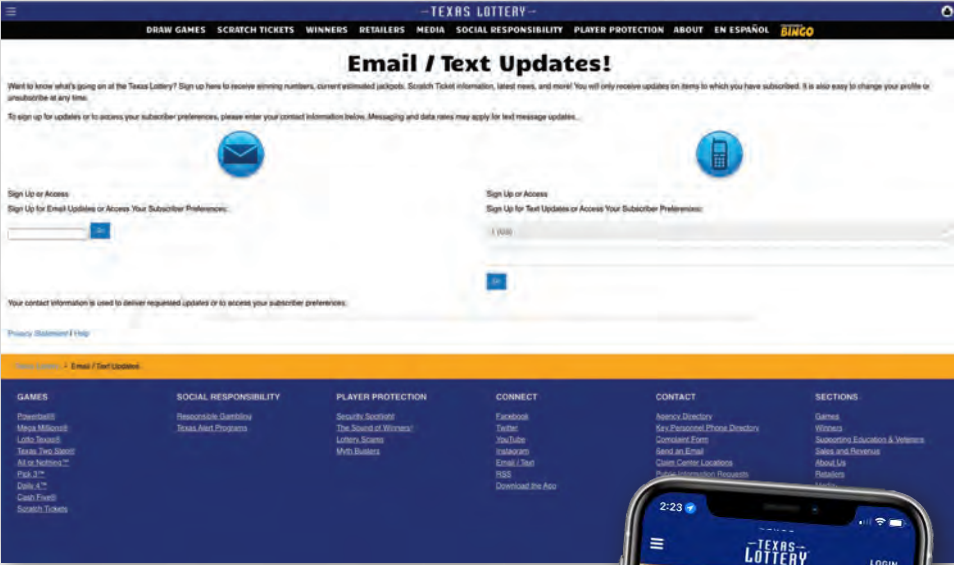 TEXAS LOTTERY
DRAW GAMES SCRATCH TICKETS WINNERS RETAILERS MEDIA SOCIAL RESPONSIBILITY PLAYER PROTECTION ABOUT EN ESPAÑOL BINGO
Email / Text Updates!
Want to know what's going on at the Texas Lottery? Sign up here to receive winning numbers, current estimated jackpots, Scratch Ticket information, latest news, and more! You will only receive updates on items to which you have subscribed. It is also easy to change your profile or
unsubscribe at any time.
To sign up for updates or to access your subscriber preferences, please enter your contact information below. Messaging and data rates may apply for text message updates.
Sign Up or Access
Sign Up for Email Updates or Access Your Subscriber Preferences:
Go
Sign Up or Access
Sign Up for Text Updates or Access Your Subscriber Preferences:
1 (US)
Go
Your contact information is used to deliver requested updates or to access your subscriber preferences.
Privacy Statement | Help
Email / Text Updates
GAMES
Powerball®
Mega Millions®
Lotto Texas®
Texas Two Step®
All or Nothing™
Pick 3™
Daily 4™
Cash Five®
Scratch Tickets
SOCIAL RESPONSIBILITY
Responsible Gambling
Texas Alert Programs
PLAYER PROTECTION
Security Spotlight
The Sound of Winners!
Lottery Scams
Myth Busters
CONNECT
Facebook
Twitter
YouTube
Instagram
Email / Text
RSS
Download the App
CONTACT
Agency Directory
Key Personnel Phone Directory
Complaint Form
Send an Email
Claim Center Locations
Public Information Requests
SECTIONS
Games
Winners
Supporting Education & Veterans
Sales and Revenue
About Us
Retailers
Media
2:23
TEXAS
LOTTERY
LOGIN